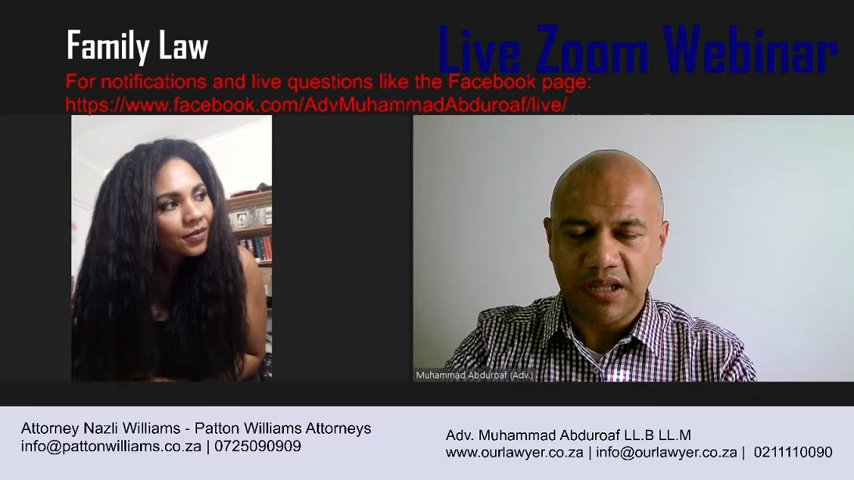 Family Law
Live Zoom Webinar
For notifications and live questions like the Facebook page:
https://www.facebook.com/AdvMuhammadAbduroaf/live/
Muhammad Abduroaf (Adv.)
Attorney Nazli Williams - Patton Williams Attorneys
info@pattonwilliams.co.za | 0725090909
Adv. Muhammad Abduroaf LL.B LL.M
www.ourlawyer.co.za | info@ourlawyer.co.za | 0211110090